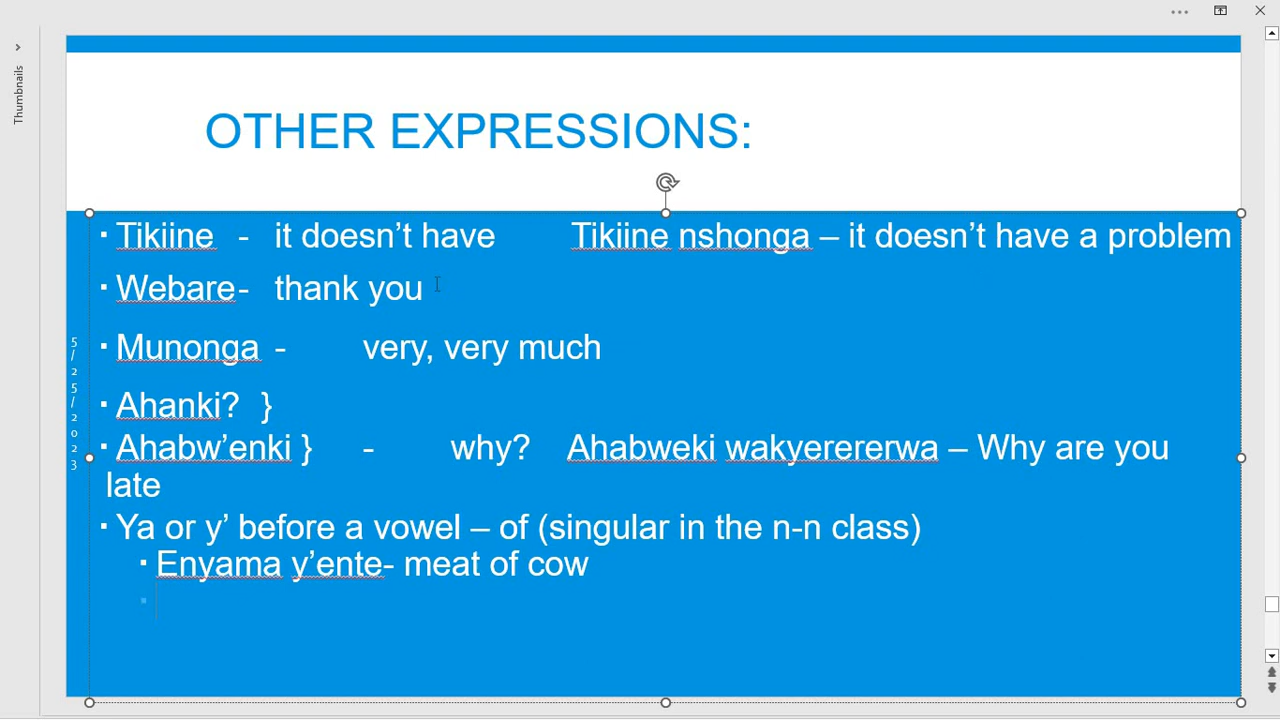 Thumbnails
OTHER EXPRESSIONS:
▪ Tikiine - it doesn’t have Tikiine nshonga – it doesn’t have a problem
▪ Webare - thank you
▪ Munonga - very, very much
▪ Ahanki? }
▪ Ahabw’enki } - why? Ahabweki wakyerererwa – Why are you
late
▪ Ya or y’ before a vowel – of (singular in the n-n class)
▪ Enyama y’ente- meat of cow
5/25/2023